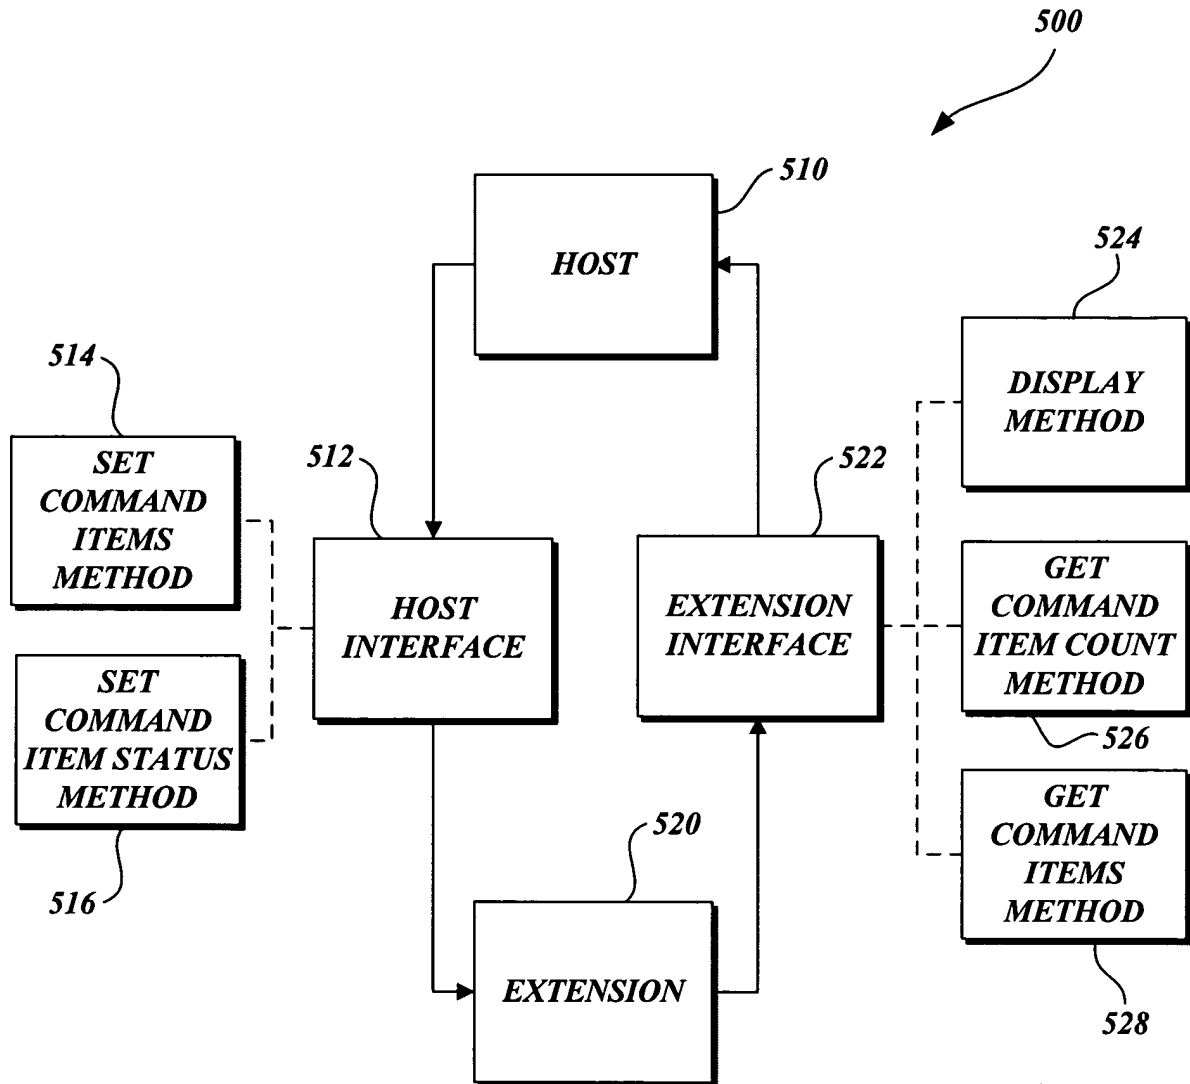 500
510
HOST
524
DISPLAY
METHOD
514
SET
COMMAND
ITEMS
METHOD
512
HOST
INTERFACE
522
EXTENSION
INTERFACE
GET
COMMAND
ITEM COUNT
METHOD
526
SET
COMMAND
ITEM STATUS
METHOD
516
520
EXTENSION
GET
COMMAND
ITEMS
METHOD
528